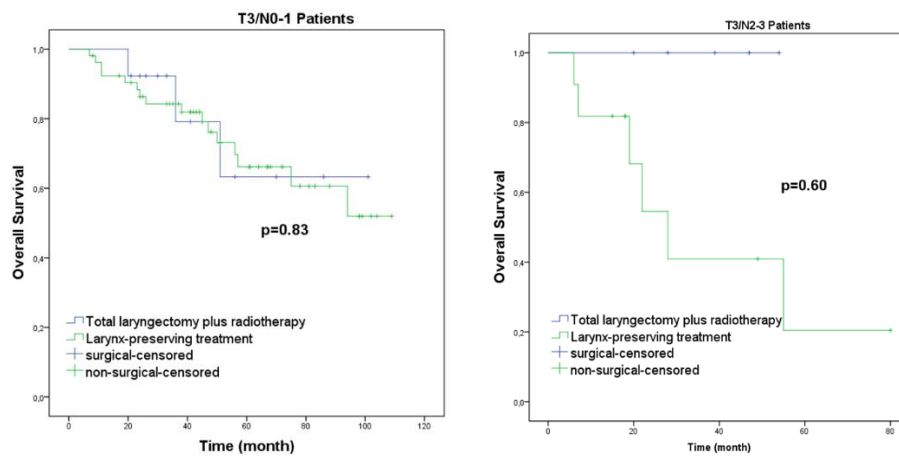 T3/N0-1 Patients
Overall Survival
1,0
0,8
0,6
0,4
0,2
0,0
p=0.83
Total laryngectomy plus radiotherapy
Larynx-preserving treatment
surgical-censored
non-surgical-censored
0 20 40 60 80 100 120
Time (month)
T3/N2-3 Patients
Overall Survival
1,0
0,8
0,6
0,4
0,2
0,0
p=0.60
Total laryngectomy plus radiotherapy
Larynx-preserving treatment
surgical-censored
non-surgical-censored
0 20 40 60 80
Time (month)